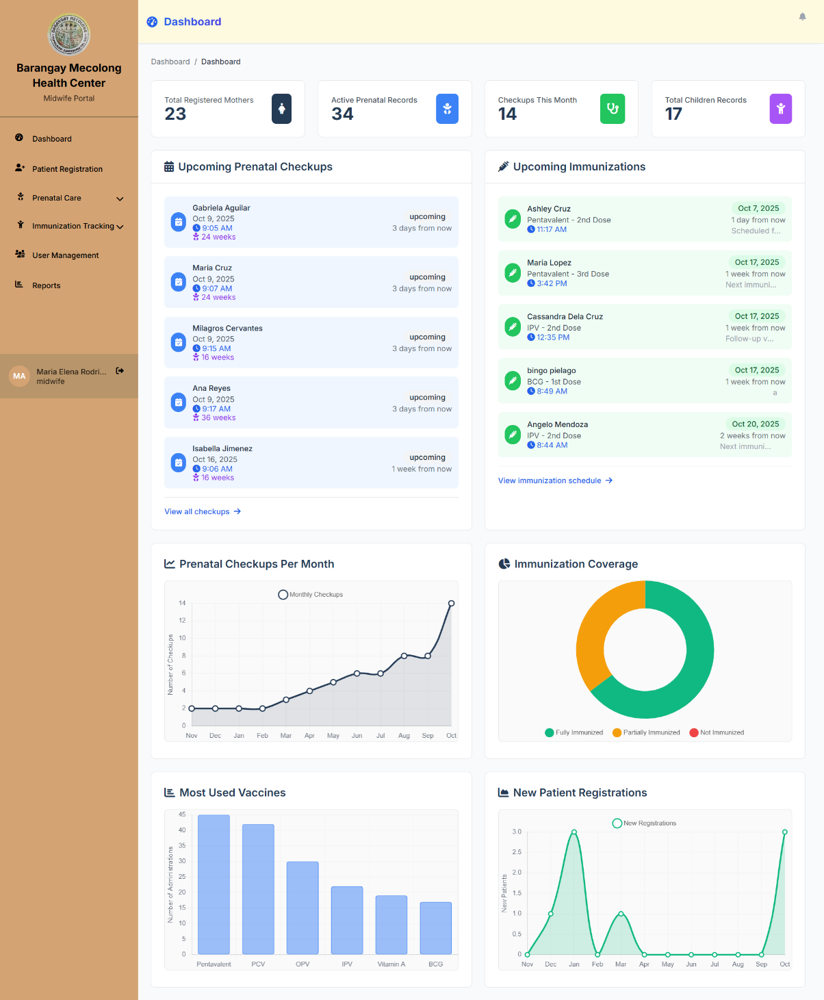 Barangay Mecolong
Health Center
Midwife Portal
Dashboard
Patient Registration
Prenatal Care
Immunization Tracking
User Management
Reports
MA
Maria Elena Rodri...
midwife
Dashboard
Dashboard / Dashboard
Total Registered Mothers
23
Active Prenatal Records
34
Checkups This Month
14
Total Children Records
17
Upcoming Prenatal Checkups
Gabriela Aguilar
Oct 9, 2025
9:05 AM
24 weeks
upcoming
3 days from now
Maria Cruz
Oct 9, 2025
9:07 AM
24 weeks
upcoming
3 days from now
Milagros Cervantes
Oct 9, 2025
9:15 AM
16 weeks
upcoming
3 days from now
Ana Reyes
Oct 9, 2025
9:17 AM
36 weeks
upcoming
3 days from now
Isabella Jimenez
Oct 16, 2025
9:06 AM
16 weeks
upcoming
1 week from now
View all checkups
Upcoming Immunizations
Ashley Cruz
Pentavalent - 2nd Dose
11:17 AM
Oct 7, 2025
1 day from now
Scheduled f...
Maria Lopez
Pentavalent - 3rd Dose
3:42 PM
Oct 17, 2025
1 week from now
Next immuni...
Cassandra Dela Cruz
IPV - 2nd Dose
12:35 PM
Oct 17, 2025
1 week from now
Follow-up v...
bingo pielago
BCG - 1st Dose
8:49 AM
Oct 17, 2025
1 week from now
a
Angelo Mendoza
IPV - 2nd Dose
8:44 AM
Oct 20, 2025
2 weeks from now
Next immuni...
View immunization schedule
Prenatal Checkups Per Month
Monthly Checkups
Number of Checkups
14
12
10
8
6
4
2
0
Nov Dec Jan Feb Mar Apr May Jun Jul Aug Sep Oct
Immunization Coverage
Fully Immunized Partially Immunized Not Immunized
Most Used Vaccines
Number of Administrations
45
40
35
30
25
20
15
10
5
0
Pentavalent PCV OPV IPV Vitamin A BCG
New Patient Registrations
New Registrations
New Patients
3.0
2.5
2.0
1.5
1.0
0.5
0
Nov Dec Jan Feb Mar Apr May Jun Jul Aug Sep Oct